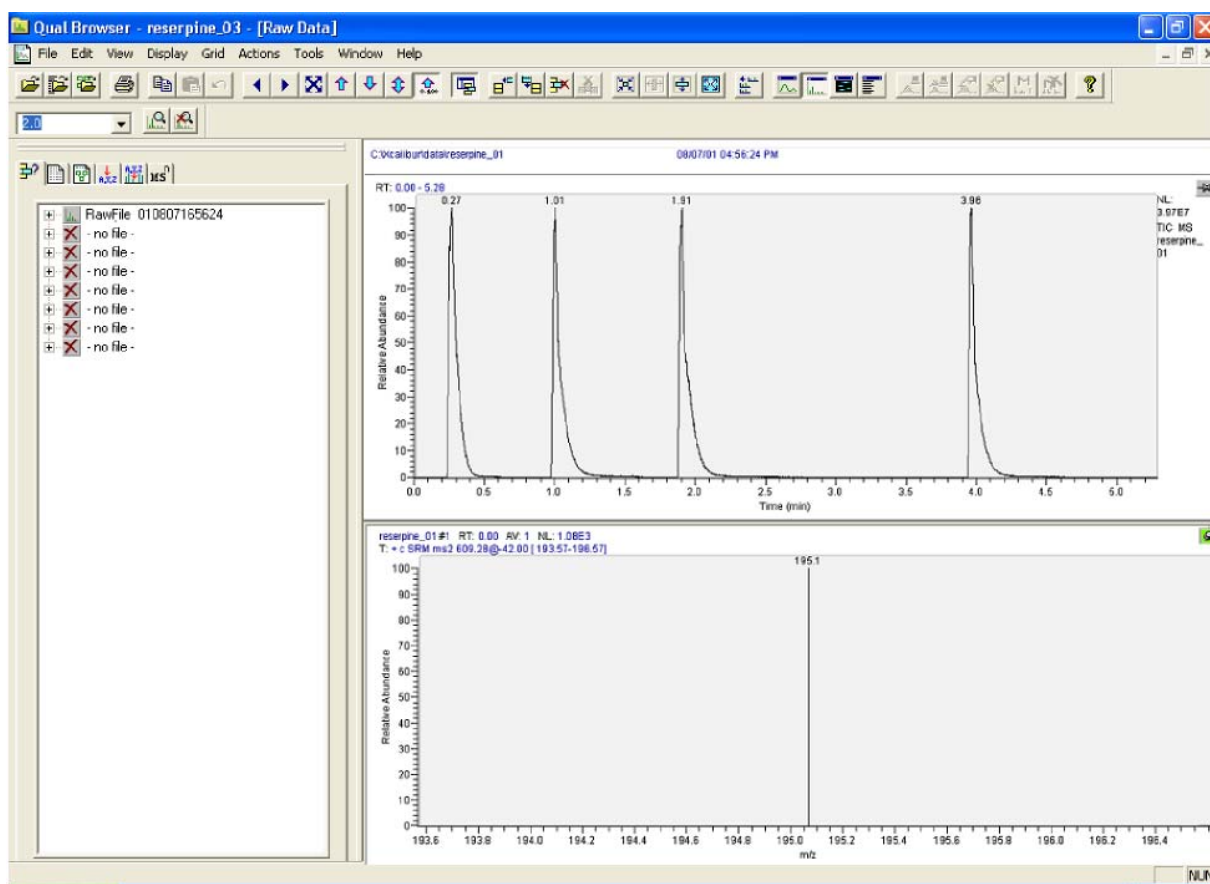 Qual Browser - reserpine_03 - [Raw Data]
File Edit View Display Grid Actions Tools Window Help
2.0
C:\Xcalibur\data\reserpine_01 08/07/01 04:56:24 PM
RawFile 010807165624
- no file -
- no file -
- no file -
- no file -
- no file -
- no file -
- no file -
RT: 0.00 - 5.28
0.27 1.01 1.91 3.96
NL:
3.97E7
TIC MS
reserpine_
01
100
90
80
70
60
50
40
30
20
10
0
Relative Abundance
0.0 0.5 1.0 1.5 2.0 2.5 3.0 3.5 4.0 4.5 5.0
Time (min)
reserpine_01#1 RT: 0.00 AV: 1 NL: 1.08E3
T: + c SRM ms2 609.28@-42.00 [ 193.57-196.57]
195.1
100
90
80
70
60
50
40
30
20
10
0
Relative Abundance
193.6 193.8 194.0 194.2 194.4 194.6 194.8 195.0 195.2 195.4 195.6 195.8 196.0 196.2 196.4
m/z
NUM